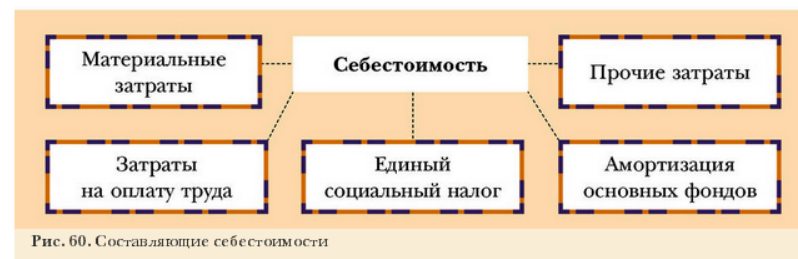 Материальные
затраты
Себестоимость
Прочие затраты
Затраты
на оплату труда
Единый
социальный налог
Амортизация
основных фондов
Рис. 60. Составляющие себестоимости